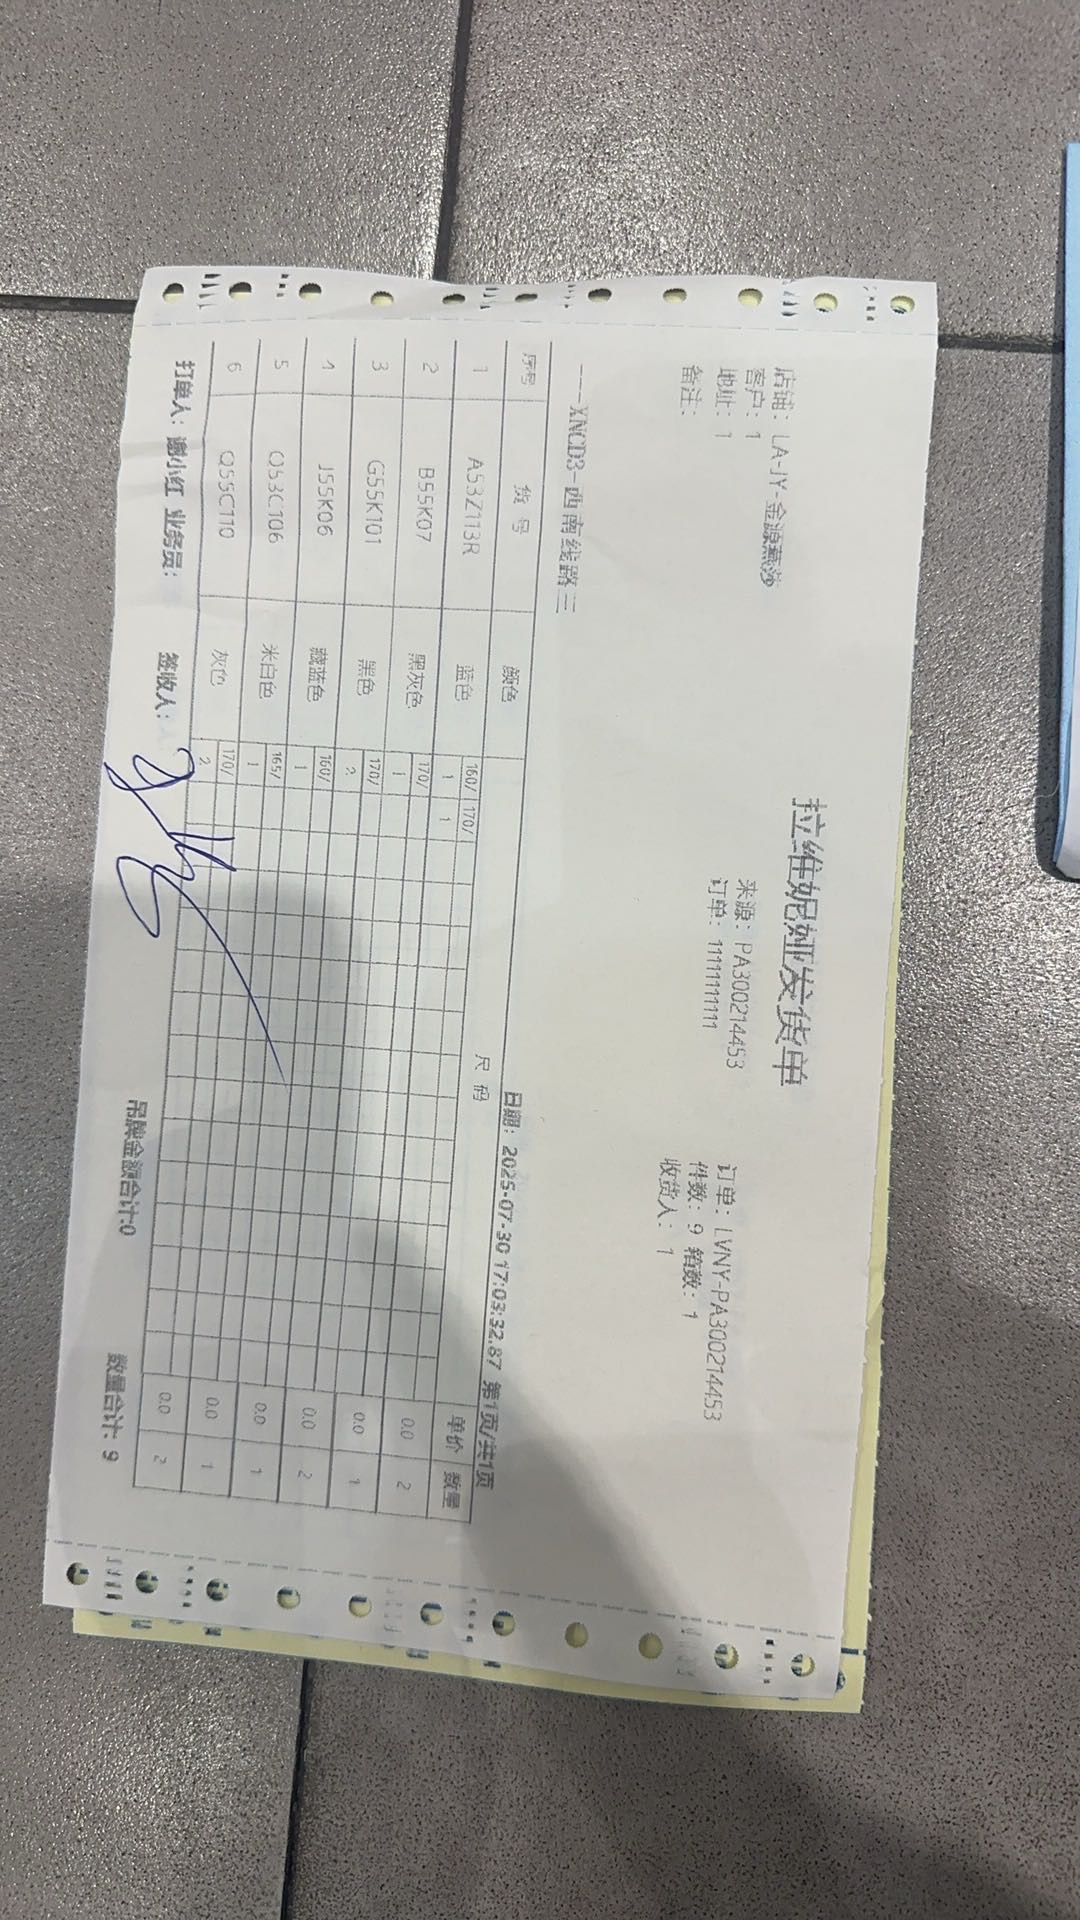 拉维妮娅发货单
店铺：LA-JY-金源燕莎
客户：1 来源：PA300214453 订单：LVNY-PA300214453
地址：1 订单：11111111111 件数：9 箱数：1
备注： 收货人：1
----XNCD3-西南线路三 日期：2025-07-30 17:03:32.87 第1页/共1页
序号 货号 颜色 尺码 单价 数量
1 A53Z113R 蓝色 160/ 170/ 0.0 2
1 1
2 B55K07 黑灰色 170/ 0.0 1
1
3 G55K101 黑色 170/ 0.0 2
2
4 J55K06 藏蓝色 160/ 0.0 1
1
5 Q53C106 米白色 165/ 0.0 1
1
6 Q55C110 灰色 170/ 0.0 2
2
打单人：谢小红 业务员： 签收人： 吊牌金额合计:0 数量合计：9